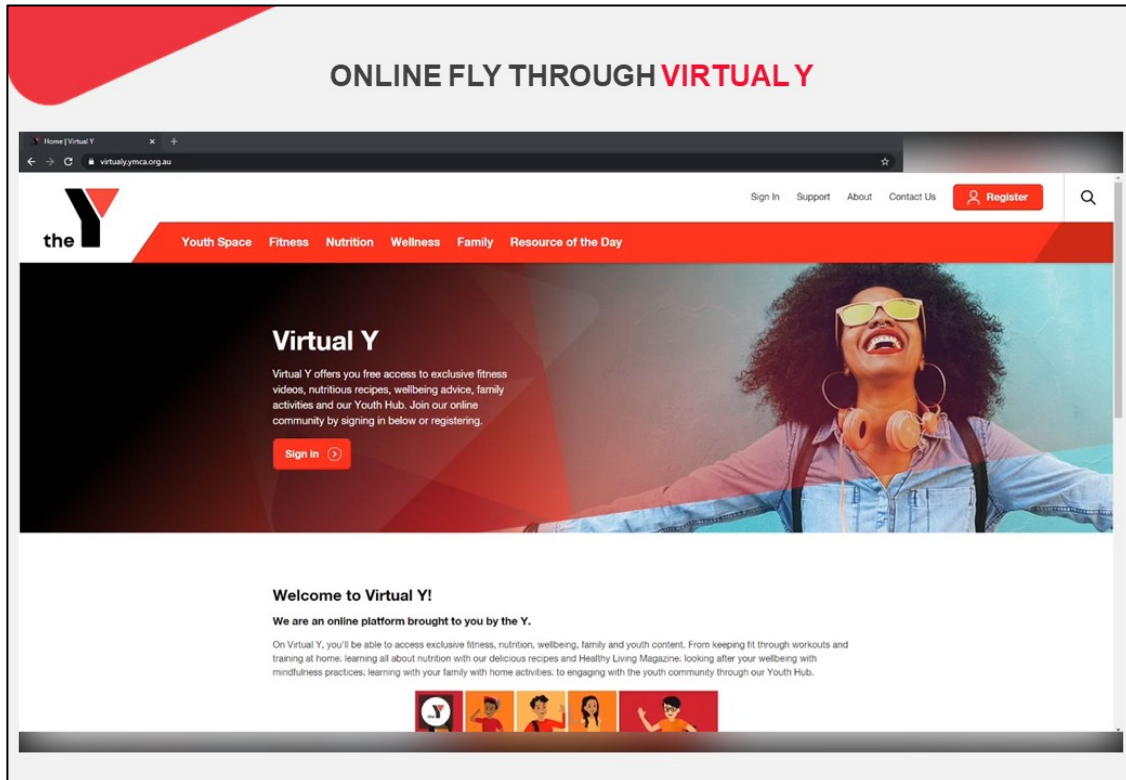 ONLINE FLY THROUGH VIRTUAL Y
Home | Virtual Y
virtualy.ymca.org.au
Sign In Support About Contact Us Register
the Y
Youth Space Fitness Nutrition Wellness Family Resource of the Day
Virtual Y
Virtual Y offers you free access to exclusive fitness
videos, nutritious recipes, wellbeing advice, family
activities and our Youth Hub. Join our online
community by signing in below or registering.
Sign in
Welcome to Virtual Y!
We are an online platform brought to you by the Y.
On Virtual Y, you'll be able to access exclusive fitness, nutrition, wellbeing, family and youth content. From keeping fit through workouts and
training at home; learning all about nutrition with our delicious recipes and Healthy Living Magazine; looking after your wellbeing with
mindfulness practices; learning with your family with home activities; to engaging with the youth community through our Youth Hub.
the Y